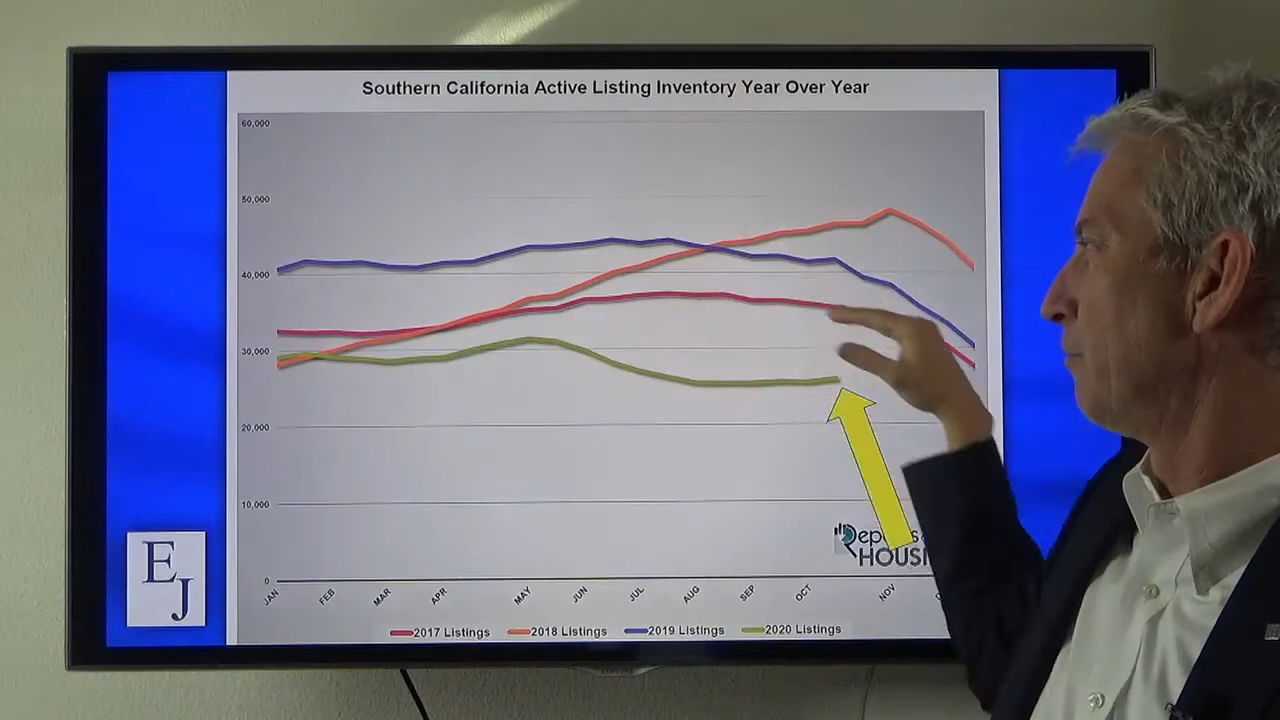 Southern California Active Listing Inventory Year Over Year
60,000
50,000
40,000
30,000
20,000
10,000
0
JAN FEB MAR APR MAY JUN JUL AUG SEP OCT NOV
2017 Listings 2018 Listings 2019 Listings 2020 Listings
EJ